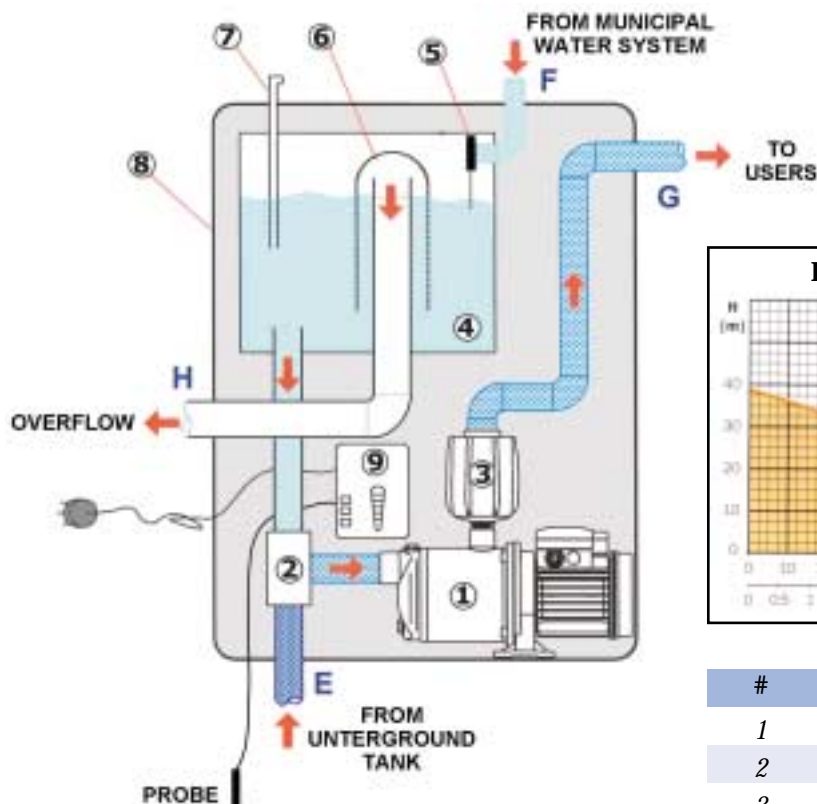 FROM MUNICIPAL
WATER SYSTEM
⑦
⑥
⑤
F
⑧
TO
USERS
G
④
H
OVERFLOW
⑨
③
②
①
E
FROM
UNTERGROUND
TANK
PROBE
H
(m)
40
30
20
10
0
0 10
0 0.5 1
#
1
2
3